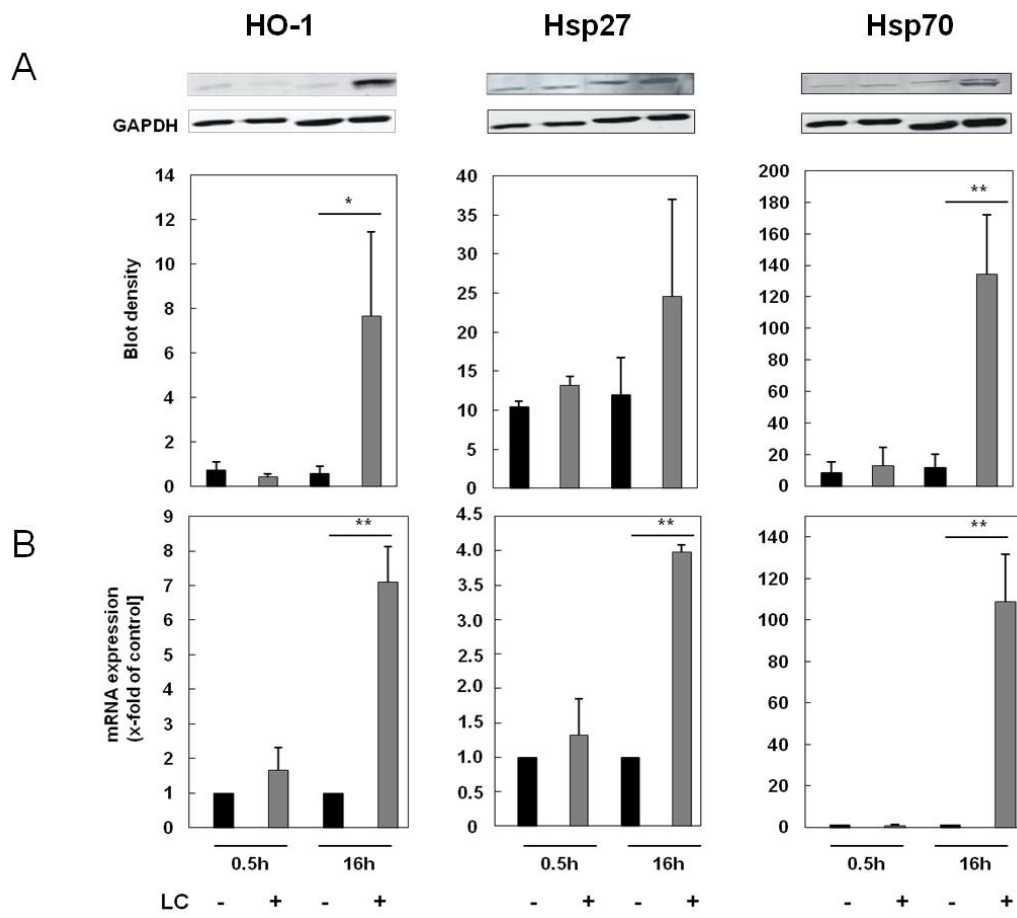 HO-1 Hsp27 Hsp70
A
GAPDH
14 40 200
12 35 180
10 30 160
8 25 140
6 20 120
4 15 100
2 10 80
0 5 60
0 40
20
0
Blot density
* **
B
9 4.5 140
8 4.0 120
7 3.5 100
6 3.0 80
5 2.5 60
4 2.0 40
3 1.5 20
2 1.0 0
1 0.5
0 0
mRNA expression
(x-fold of control]
** ** **
0.5h 16h 0.5h 16h 0.5h 16h
LC - + - + - + - + - + - +